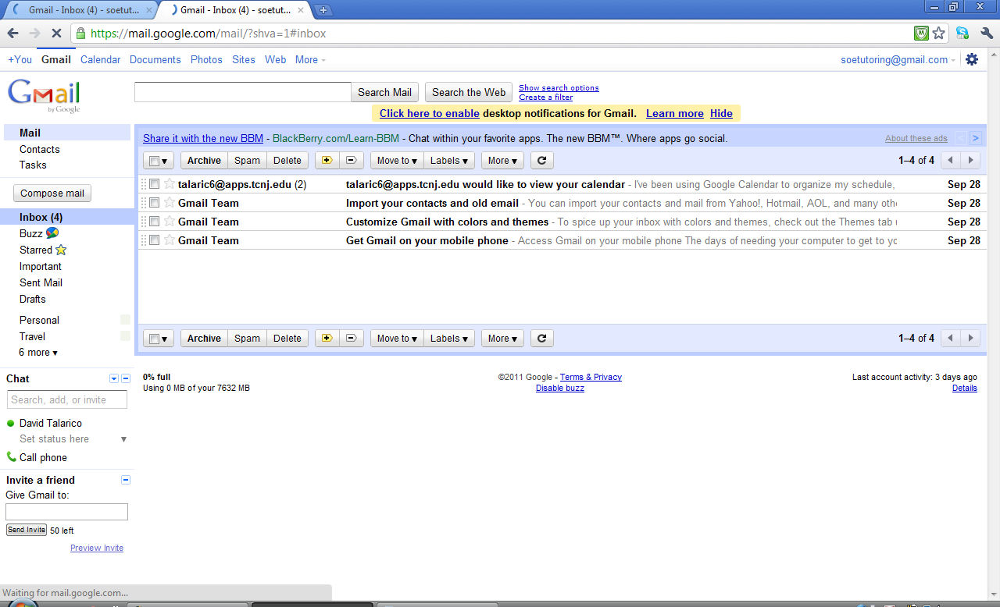 Gmail - Inbox (4) - soetut... × Gmail - Inbox (4) - soetut... ×
https://mail.google.com/mail/?shva=1#inbox
+You Gmail Calendar Documents Photos Sites Web More soetutoring@gmail.com
Gmail by Google
Search Mail Search the Web Show search options
Create a filter
Click here to enable desktop notifications for Gmail. Learn more Hide
Mail
Contacts
Tasks
Compose mail
Inbox (4)
Buzz
Starred
Important
Sent Mail
Drafts
Personal
Travel
6 more ▾
Chat
Search, add, or invite
David Talarico
Set status here
Call phone
Invite a friend
Give Gmail to:
Send Invite 50 left
Preview Invite
Share it with the new BBM - BlackBerry.com/Learn-BBM - Chat within your favorite apps. The new BBM™. Where apps go social. About these ads < >
Archive Spam Delete Move to ▾ Labels ▾ More ▾ 1–4 of 4
talaric6@apps.tcnj.edu (2) talaric6@apps.tcnj.edu would like to view your calendar - I've been using Google Calendar to organize my schedule, Sep 28
Gmail Team Import your contacts and old email - You can import your contacts and mail from Yahoo!, Hotmail, AOL, and many othe Sep 28
Gmail Team Customize Gmail with colors and themes - To spice up your inbox with colors and themes, check out the Themes tab Sep 28
Gmail Team Get Gmail on your mobile phone - Access Gmail on your mobile phone The days of needing your computer to get to yo Sep 28
Archive Spam Delete Move to ▾ Labels ▾ More ▾ 1–4 of 4
0% full
Using 0 MB of your 7632 MB
©2011 Google - Terms & Privacy
Disable buzz
Last account activity: 3 days ago
Details
Waiting for mail.google.com...